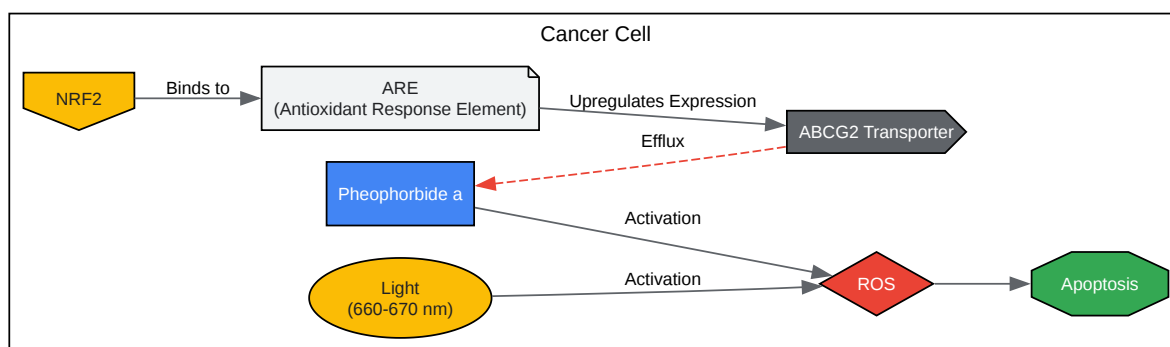 Cancer Cell
NRF2
Binds to
ARE
(Antioxidant Response Element)
Upregulates Expression
ABCG2 Transporter
Efflux
Pheophorbide a
Activation
Light
(660-670 nm)
Activation
ROS
Apoptosis